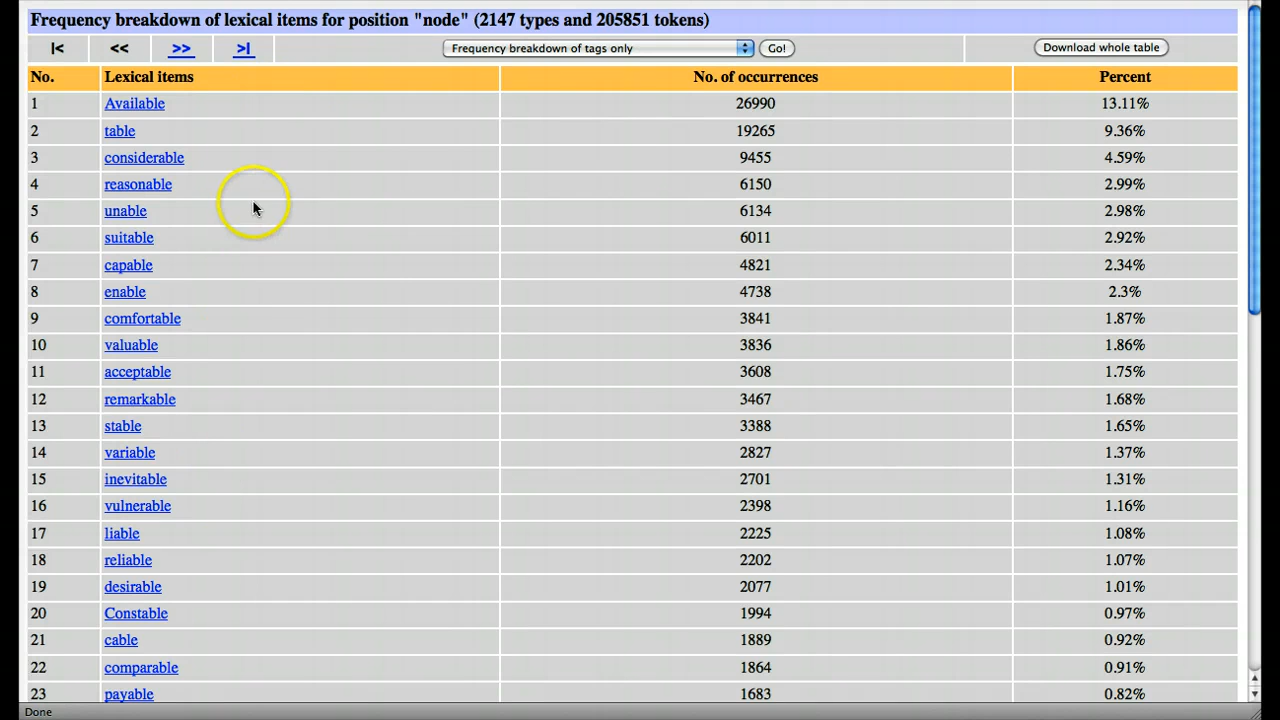 Frequency breakdown of lexical items for position "node" (2147 types and 205851 tokens)
|< << >> >| Frequency breakdown of tags only Go! Download whole table
No. Lexical items No. of occurrences Percent
1 Available 26990 13.11%
2 table 19265 9.36%
3 considerable 9455 4.59%
4 reasonable 6150 2.99%
5 unable 6134 2.98%
6 suitable 6011 2.92%
7 capable 4821 2.34%
8 enable 4738 2.3%
9 comfortable 3841 1.87%
10 valuable 3836 1.86%
11 acceptable 3608 1.75%
12 remarkable 3467 1.68%
13 stable 3388 1.65%
14 variable 2827 1.37%
15 inevitable 2701 1.31%
16 vulnerable 2398 1.16%
17 liable 2225 1.08%
18 reliable 2202 1.07%
19 desirable 2077 1.01%
20 Constable 1994 0.97%
21 cable 1889 0.92%
22 comparable 1864 0.91%
23 payable 1683 0.82%
Done